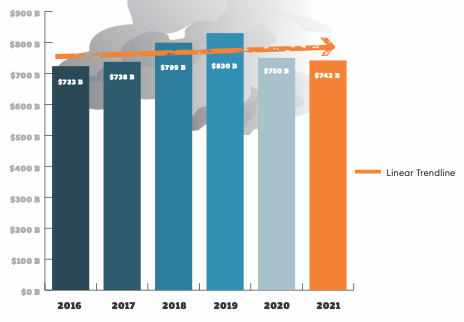 $900 B
$800 B
$700 B
$600 B
$500 B
$400 B
$300 B
$200 B
$100 B
$0 B
$723 B
$738 B
$799 B
$830 B
$750 B
$743 B
Linear Trendline
2016
2017
2018
2019
2020
2021